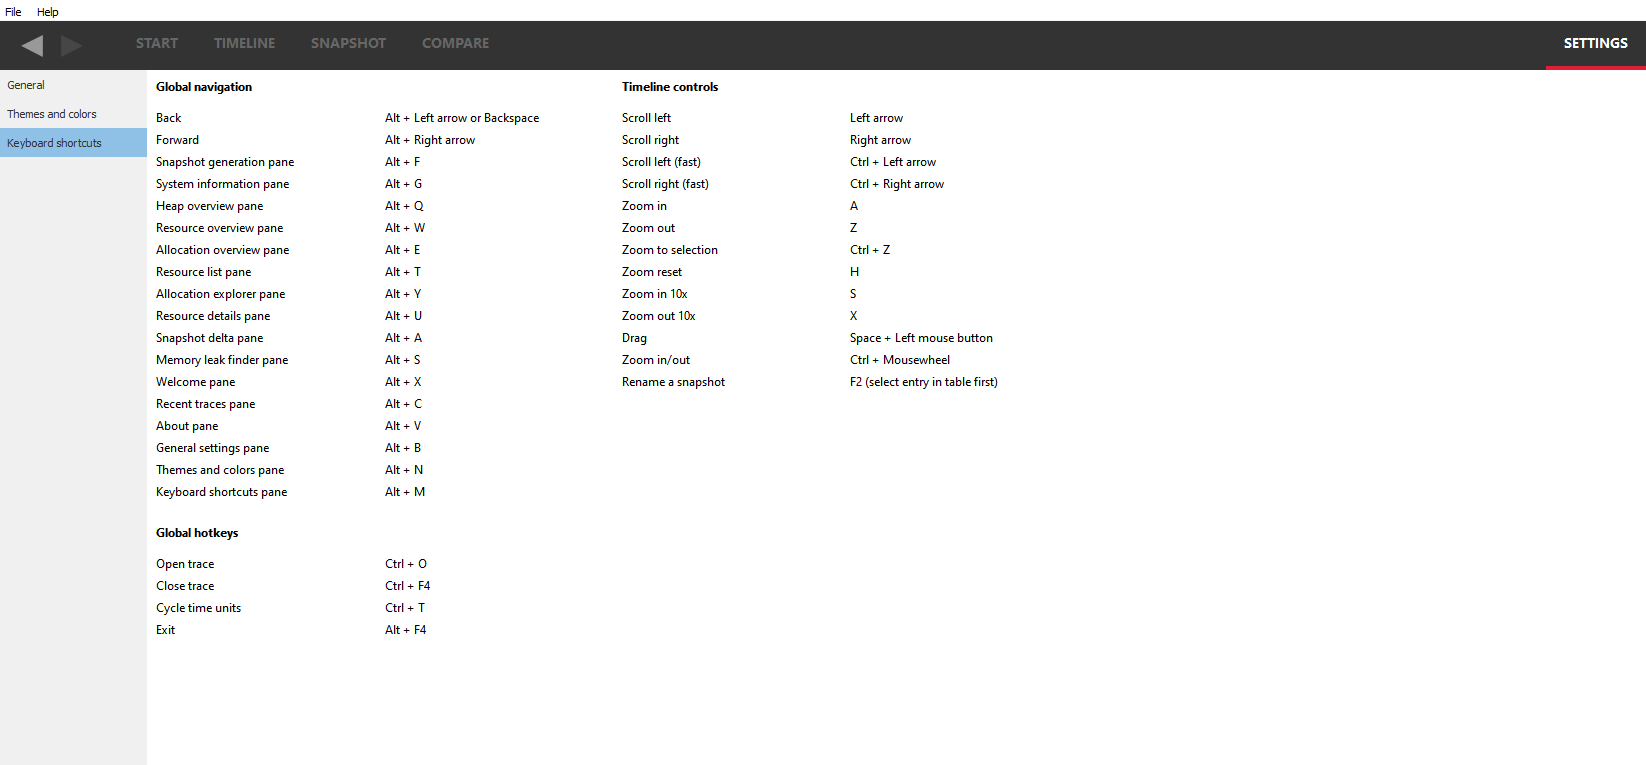 File Help
START TIMELINE SNAPSHOT COMPARE SETTINGS
General
Themes and colors
Keyboard shortcuts
Global navigation
Back Alt + Left arrow or Backspace
Forward Alt + Right arrow
Snapshot generation pane Alt + F
System information pane Alt + G
Heap overview pane Alt + Q
Resource overview pane Alt + W
Allocation overview pane Alt + E
Resource list pane Alt + T
Allocation explorer pane Alt + Y
Resource details pane Alt + U
Snapshot delta pane Alt + A
Memory leak finder pane Alt + S
Welcome pane Alt + X
Recent traces pane Alt + C
About pane Alt + V
General settings pane Alt + B
Themes and colors pane Alt + N
Keyboard shortcuts pane Alt + M
Global hotkeys
Open trace Ctrl + O
Close trace Ctrl + F4
Cycle time units Ctrl + T
Exit Alt + F4
Timeline controls
Scroll left Left arrow
Scroll right Right arrow
Scroll left (fast) Ctrl + Left arrow
Scroll right (fast) Ctrl + Right arrow
Zoom in A
Zoom out Z
Zoom to selection Ctrl + Z
Zoom reset H
Zoom in 10x S
Zoom out 10x X
Drag Space + Left mouse button
Zoom in/out Ctrl + Mousewheel
Rename a snapshot F2 (select entry in table first)